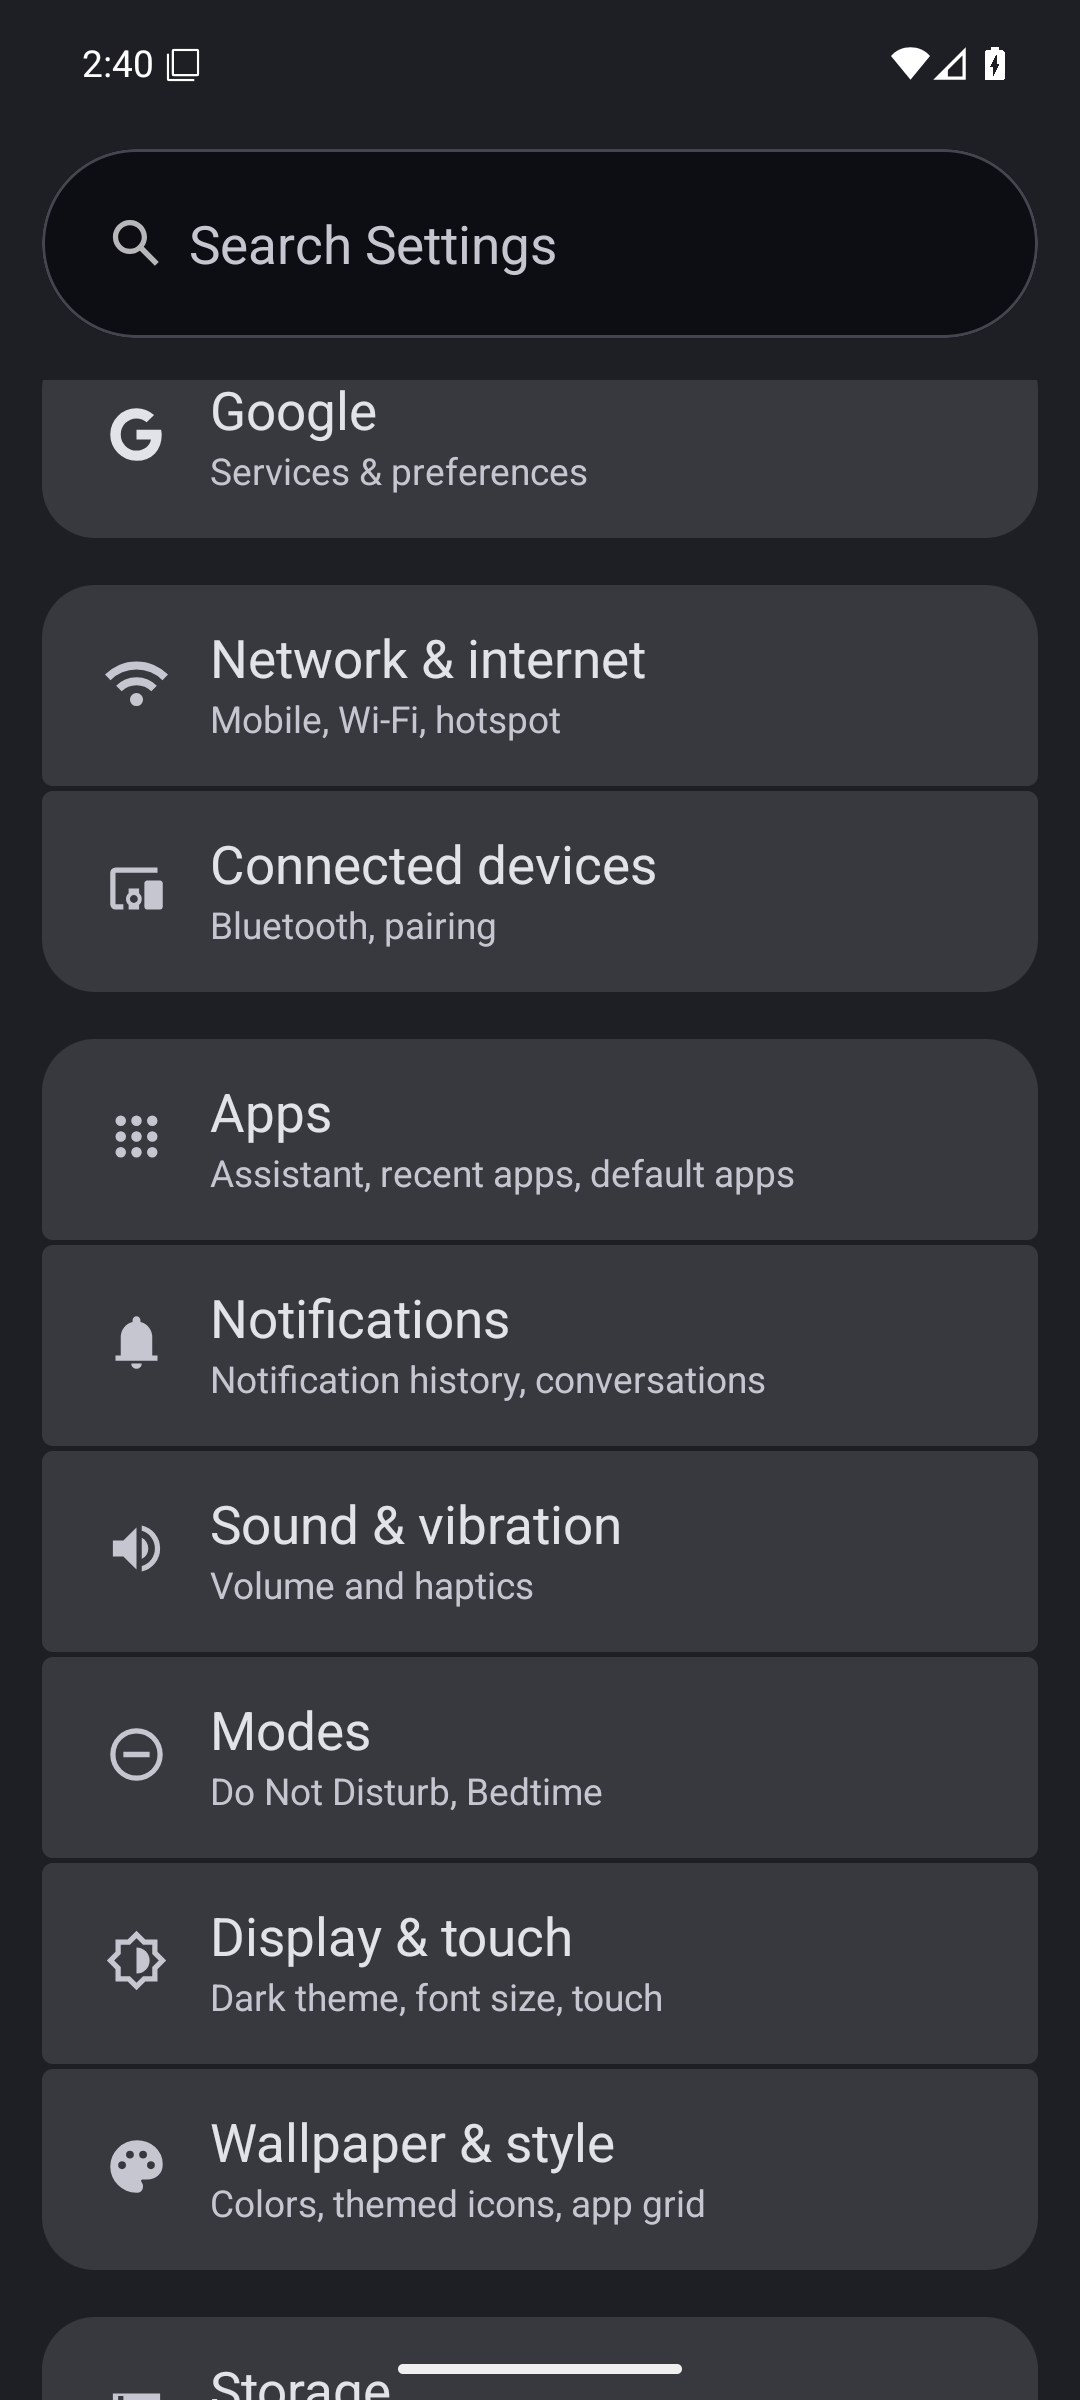 2:40
Search Settings
Google
Services & preferences
Network & internet
Mobile, Wi-Fi, hotspot
Connected devices
Bluetooth, pairing
Apps
Assistant, recent apps, default apps
Notifications
Notification history, conversations
Sound & vibration
Volume and haptics
Modes
Do Not Disturb, Bedtime
Display & touch
Dark theme, font size, touch
Wallpaper & style
Colors, themed icons, app grid
Storage